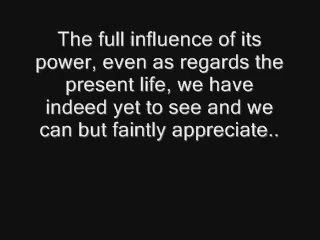 The full influence of its
power, even as regards the
present life, we have
indeed yet to see and we
can but faintly appreciate..